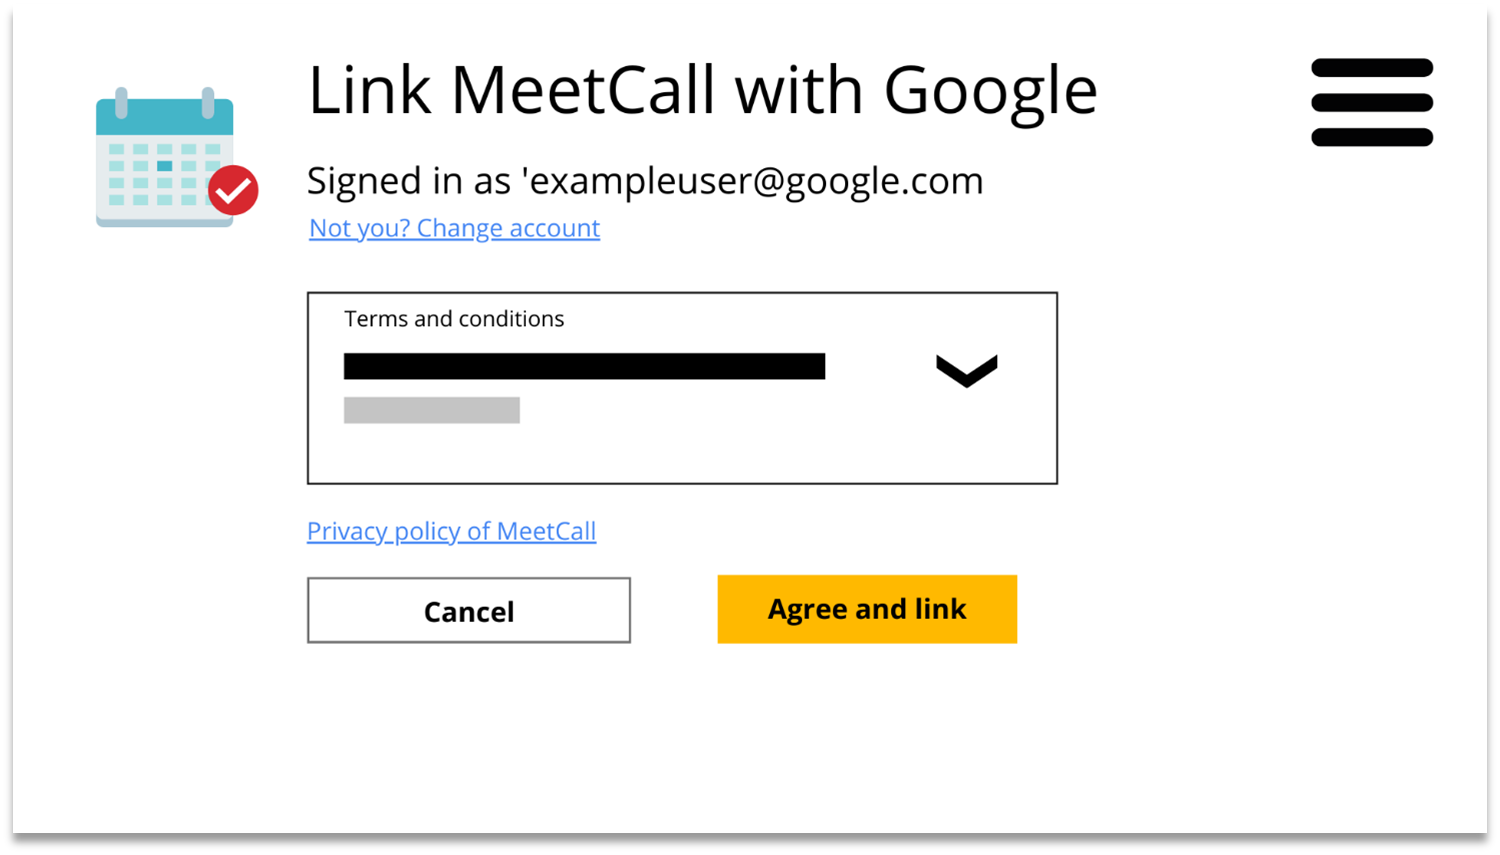 Link MeetCall with Google
Signed in as 'exampleuser@google.com
Not you? Change account
Terms and conditions
Privacy policy of MeetCall
Cancel
Agree and link